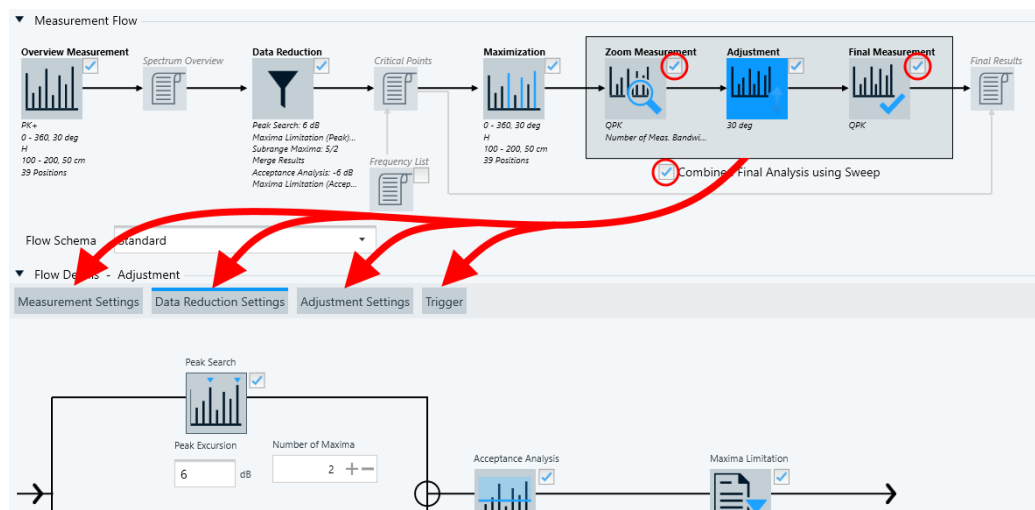 Measurement Flow
Overview Measurement
Spectrum Overview
Data Reduction
Critical Points
Maximization
Zoom Measurement
Adjustment
Final Measurement
Final Results
PK+
0 - 360, 30 deg
H
100 - 200, 50 cm
39 Positions
Peak Search: 6 dB
Maxima Limitation (Peak)...
Subrange Maxima: 5/2
Merge Results
Acceptance Analysis: -6 dB
Maxima Limitation (Accep...
Frequency List
0 - 360, 30 deg
H
100 - 200, 50 cm
39 Positions
QPK
Number of Meas. Bandwi...
30 deg
QPK
Combined Final Analysis using Sweep
Flow Schema
Standard
Flow Details - Adjustment
Measurement Settings
Data Reduction Settings
Adjustment Settings
Trigger
Peak Search
Peak Excursion
6 dB
Number of Maxima
2
Acceptance Analysis
Maxima Limitation